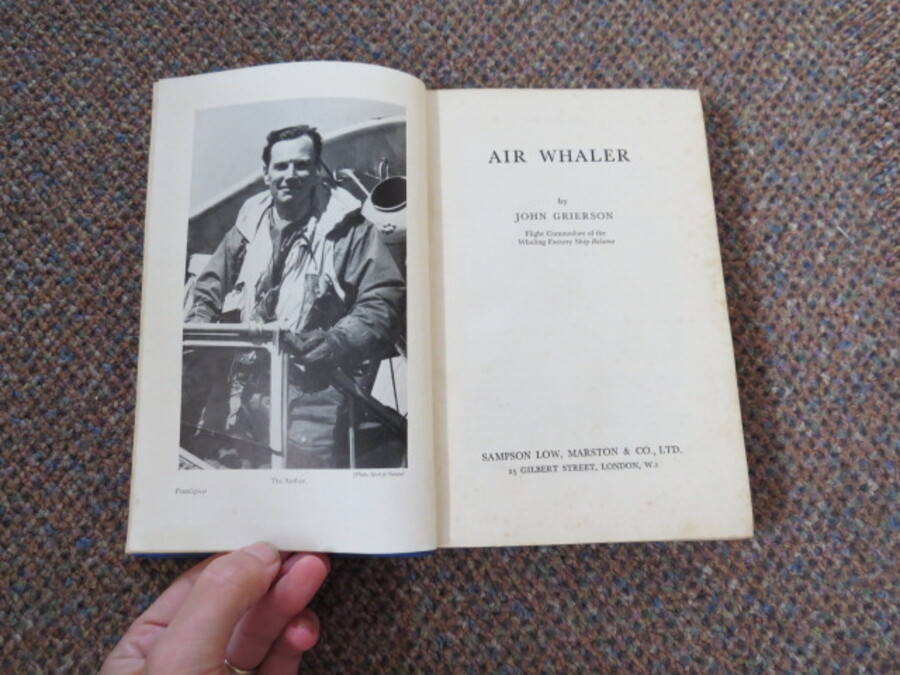 The Author.
Frontispiece
AIR WHALER
by
JOHN GRIERSON
Flight Commodore of the
Whaling Factory Ship Balaena
SAMPSON LOW, MARSTON & CO., LTD.
25 GILBERT STREET, LONDON, W.1